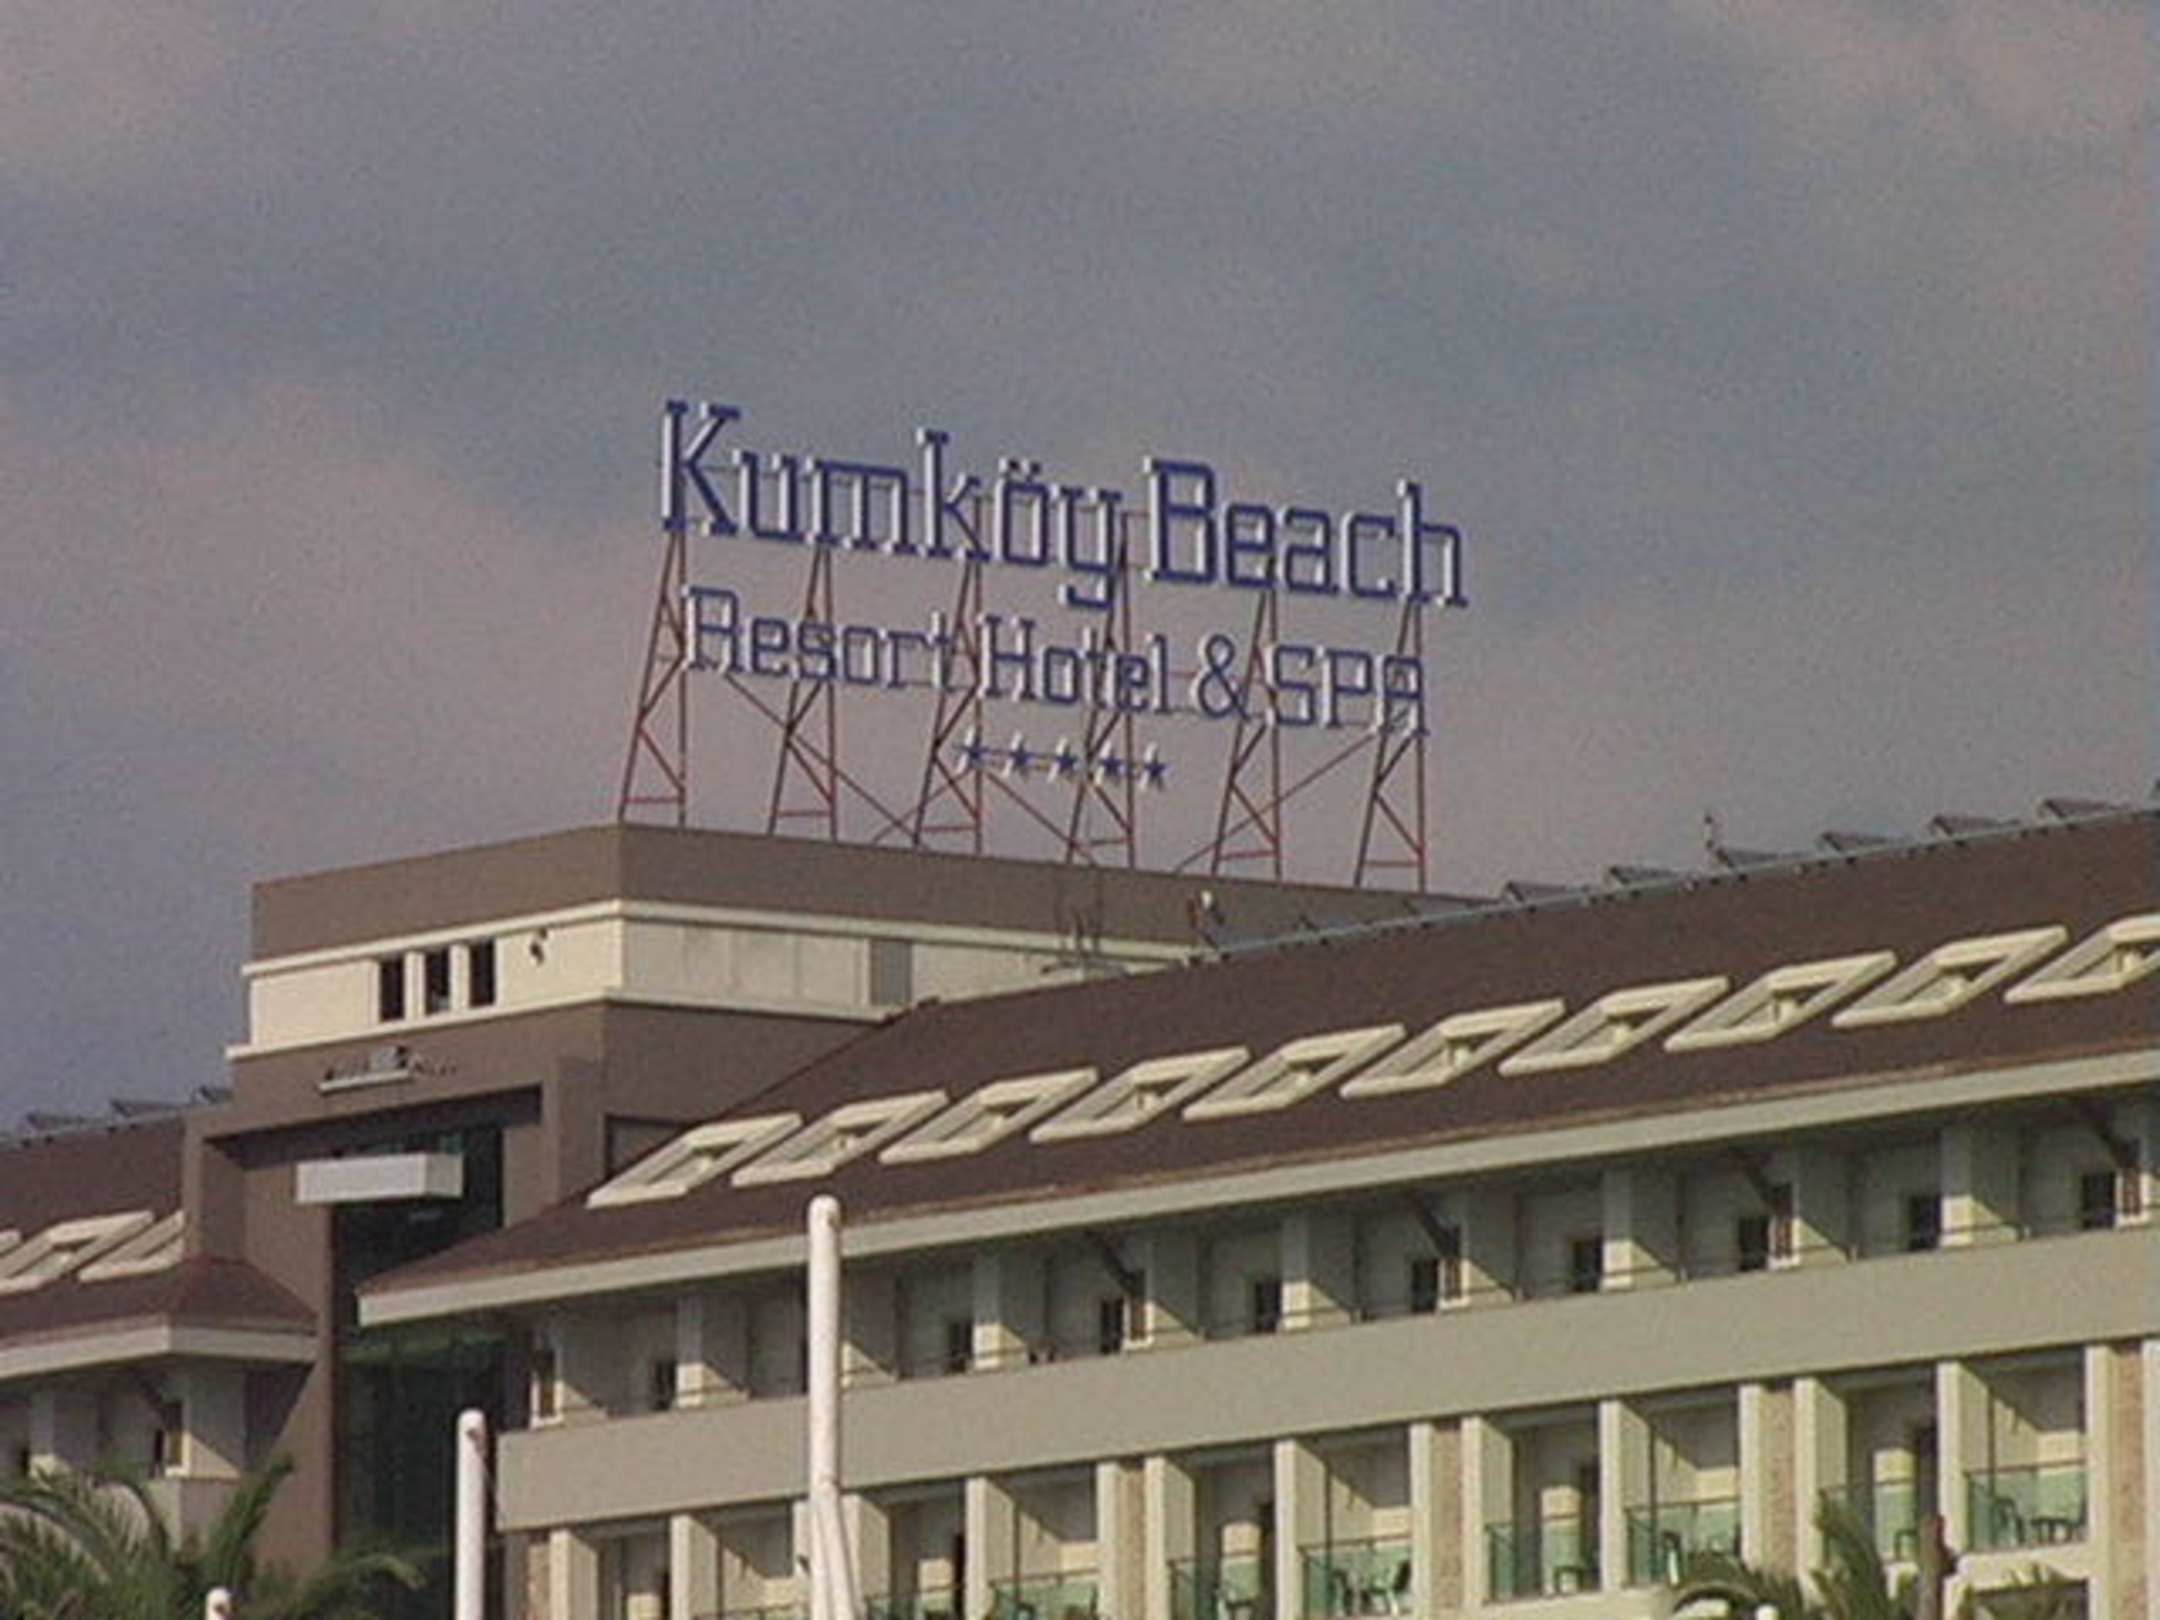 Kumköy Beach
Resort Hotel & SPA
★★★★★